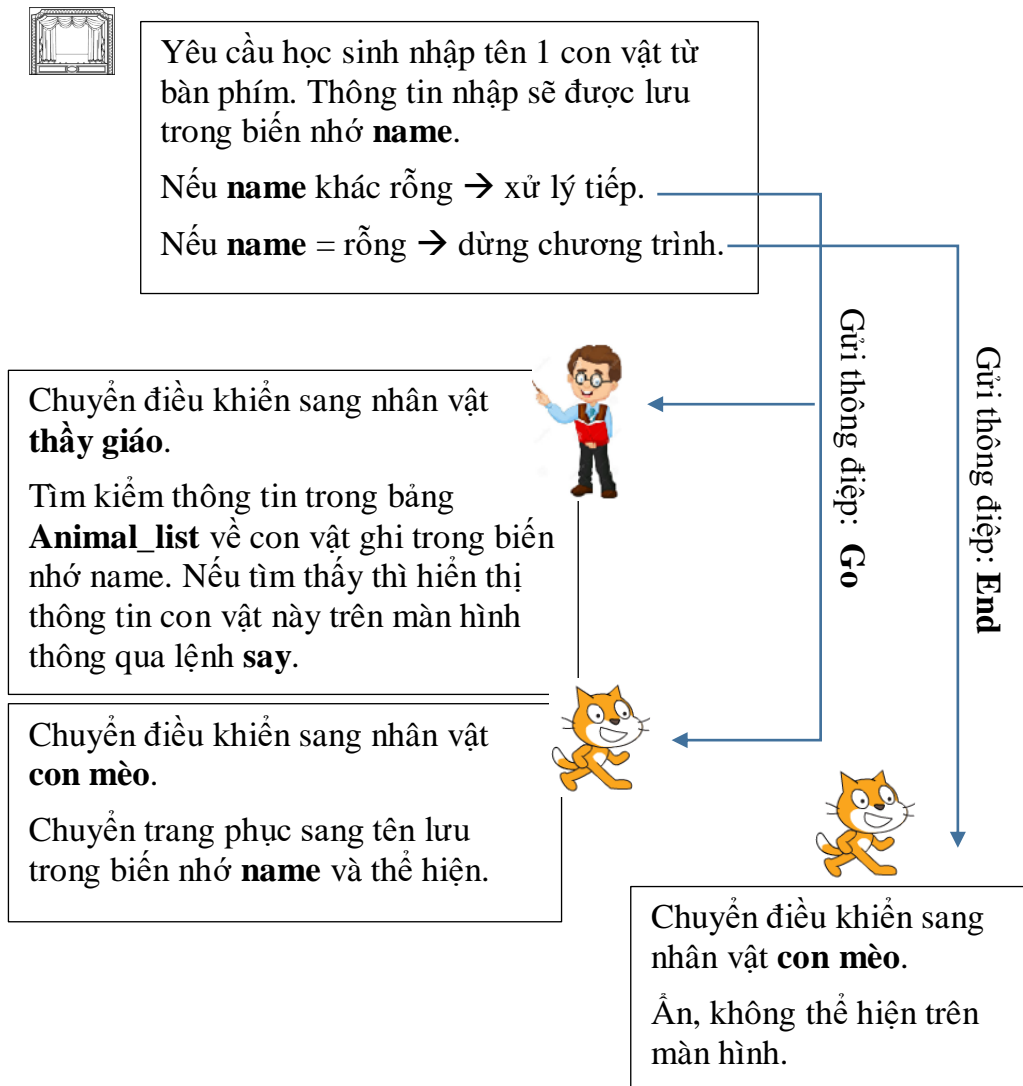 Yêu cầu học sinh nhập tên 1 con vật từ
bàn phím. Thông tin nhập sẽ được lưu
trong biến nhớ name.
Nếu name khác rỗng → xử lý tiếp.
Nếu name = rỗng → dừng chương trình.
Gửi thông điệp: Go
Gửi thông điệp: End
Chuyển điều khiển sang nhân vật
thầy giáo.
Tìm kiếm thông tin trong bảng
Animal_list về con vật ghi trong biến
nhớ name. Nếu tìm thấy thì hiển thị
thông tin con vật này trên màn hình
thông qua lệnh say.
Chuyển điều khiển sang nhân vật
con mèo.
Chuyển trang phục sang tên lưu
trong biến nhớ name và thể hiện.
Chuyển điều khiển sang
nhân vật con mèo.
Ẩn, không thể hiện trên
màn hình.